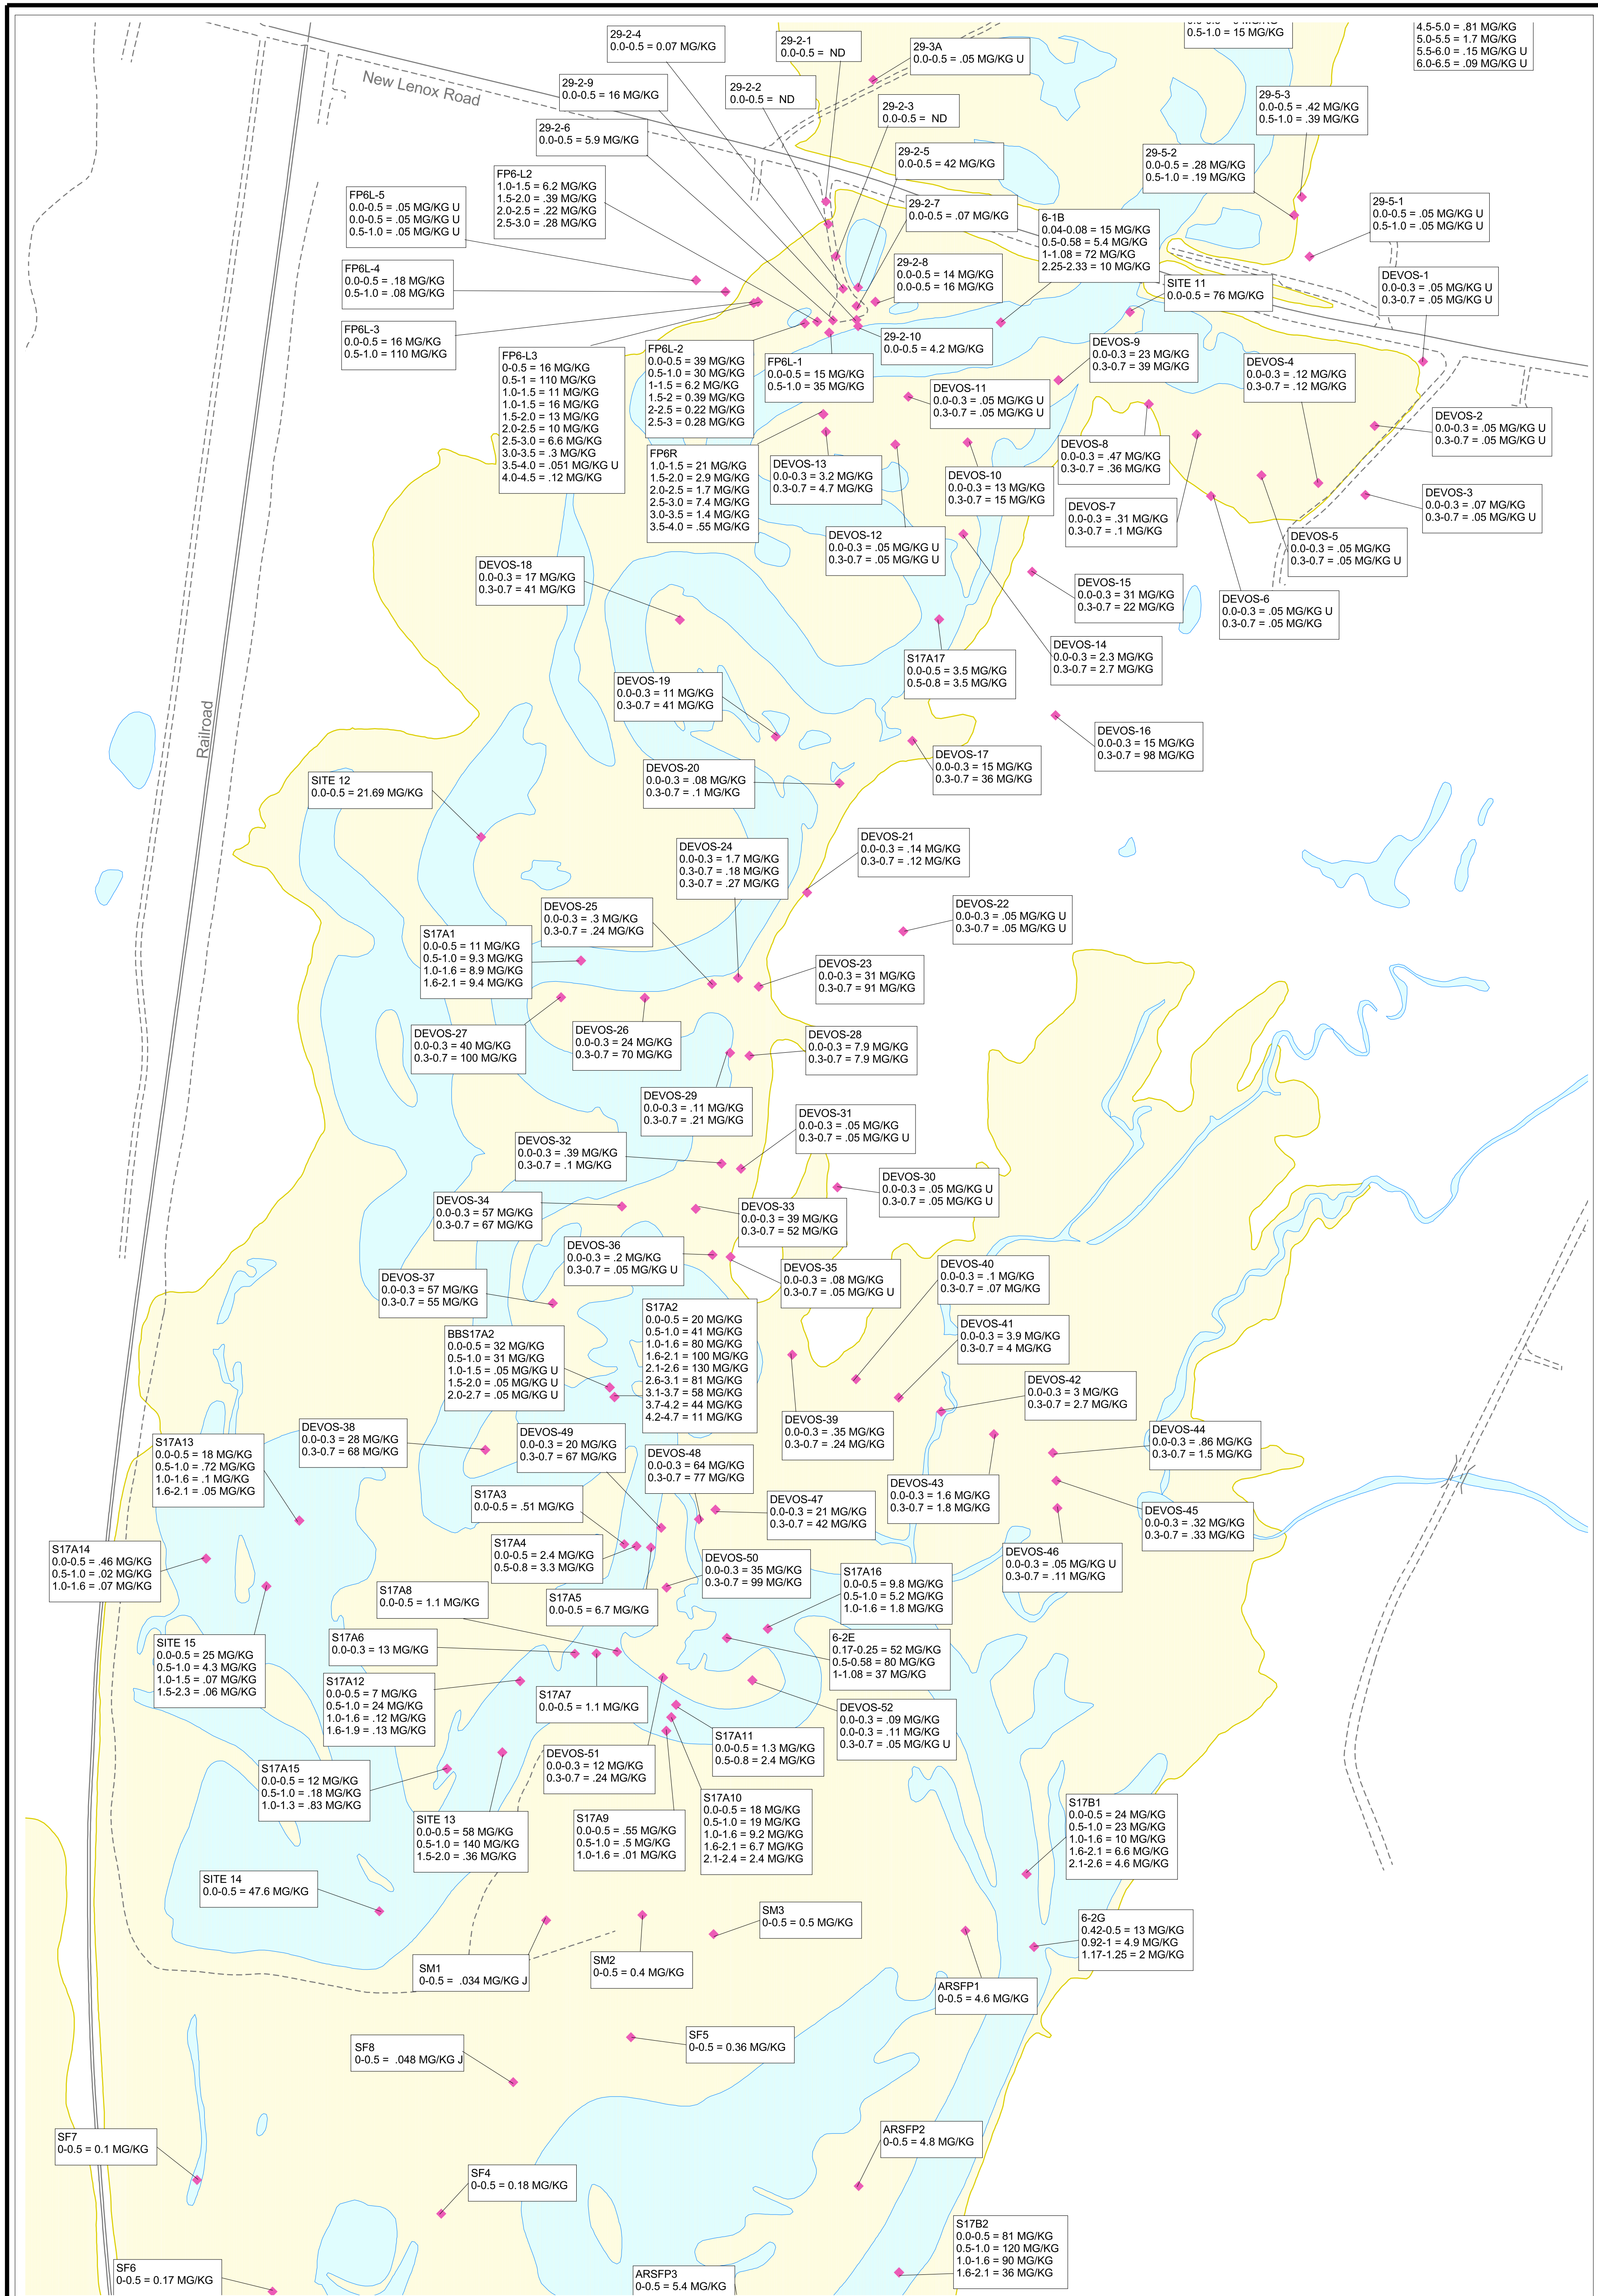 29-2-4
0.0-0.5 = 0.07 MG/KG
29-2-1
0.0-0.5 = ND
29-3A
0.0-0.5 = .05 MG/KG U
0.5-1.0 = 15 MG/KG
4.5-5.0 = .81 MG/KG
5.0-5.5 = 1.7 MG/KG
5.5-6.0 = .15 MG/KG U
6.0-6.5 = .09 MG/KG U
New Lenox Road
29-2-9
0.0-0.5 = 16 MG/KG
29-2-2
0.0-0.5 = ND
29-2-3
0.0-0.5 = ND
29-5-3
0.0-0.5 = .42 MG/KG
0.5-1.0 = .39 MG/KG
29-2-6
0.0-0.5 = 5.9 MG/KG
29-2-5
0.0-0.5 = 42 MG/KG
29-5-2
0.0-0.5 = .28 MG/KG
0.5-1.0 = .19 MG/KG
FP6-L2
1.0-1.5 = 6.2 MG/KG
1.5-2.0 = .39 MG/KG
2.0-2.5 = .22 MG/KG
2.5-3.0 = .28 MG/KG
FP6L-5
0.0-0.5 = .05 MG/KG U
0.0-0.5 = .05 MG/KG U
0.5-1.0 = .05 MG/KG U
29-2-7
0.0-0.5 = .07 MG/KG
6-1B
0.04-0.08 = 15 MG/KG
0.5-0.58 = 5.4 MG/KG
1-1.08 = 72 MG/KG
2.25-2.33 = 10 MG/KG
29-5-1
0.0-0.5 = .05 MG/KG U
0.5-1.0 = .05 MG/KG U
FP6L-4
0.0-0.5 = .18 MG/KG
0.5-1.0 = .08 MG/KG
29-2-8
0.0-0.5 = 14 MG/KG
0.0-0.5 = 16 MG/KG
SITE 11
0.0-0.5 = 76 MG/KG
DEVOS-1
0.0-0.3 = .05 MG/KG U
0.3-0.7 = .05 MG/KG U
FP6L-3
0.0-0.5 = 16 MG/KG
0.5-1.0 = 110 MG/KG
29-2-10
0.0-0.5 = 4.2 MG/KG
FP6-L3
0-0.5 = 16 MG/KG
0.5-1 = 110 MG/KG
1.0-1.5 = 11 MG/KG
1.0-1.5 = 16 MG/KG
1.5-2.0 = 13 MG/KG
2.0-2.5 = 10 MG/KG
2.5-3.0 = 6.6 MG/KG
3.0-3.5 = .3 MG/KG
3.5-4.0 = .051 MG/KG U
4.0-4.5 = .12 MG/KG
FP6L-2
0.0-0.5 = 39 MG/KG
0.5-1.0 = 30 MG/KG
1-1.5 = 6.2 MG/KG
1.5-2 = 0.39 MG/KG
2-2.5 = 0.22 MG/KG
2.5-3 = 0.28 MG/KG
FP6L-1
0.0-0.5 = 15 MG/KG
0.5-1.0 = 35 MG/KG
DEVOS-9
0.0-0.3 = 23 MG/KG
0.3-0.7 = 39 MG/KG
DEVOS-4
0.0-0.3 = .12 MG/KG
0.3-0.7 = .12 MG/KG
DEVOS-11
0.0-0.3 = .05 MG/KG U
0.3-0.7 = .05 MG/KG U
DEVOS-2
0.0-0.3 = .05 MG/KG U
0.3-0.7 = .05 MG/KG U
DEVOS-8
0.0-0.3 = .47 MG/KG
0.3-0.7 = .36 MG/KG
FP6R
1.0-1.5 = 21 MG/KG
1.5-2.0 = 2.9 MG/KG
2.0-2.5 = 1.7 MG/KG
2.5-3.0 = 7.4 MG/KG
3.0-3.5 = 1.4 MG/KG
3.5-4.0 = .55 MG/KG
DEVOS-13
0.0-0.3 = 3.2 MG/KG
0.3-0.7 = 4.7 MG/KG
DEVOS-10
0.0-0.3 = 13 MG/KG
0.3-0.7 = 15 MG/KG
DEVOS-3
0.0-0.3 = .07 MG/KG
0.3-0.7 = .05 MG/KG U
DEVOS-7
0.0-0.3 = .31 MG/KG
0.3-0.7 = .1 MG/KG
DEVOS-12
0.0-0.3 = .05 MG/KG U
0.3-0.7 = .05 MG/KG U
DEVOS-5
0.0-0.3 = .05 MG/KG
0.3-0.7 = .05 MG/KG U
DEVOS-18
0.0-0.3 = 17 MG/KG
0.3-0.7 = 41 MG/KG
DEVOS-15
0.0-0.3 = 31 MG/KG
0.3-0.7 = 22 MG/KG
DEVOS-6
0.0-0.3 = .05 MG/KG U
0.3-0.7 = .05 MG/KG
DEVOS-14
0.0-0.3 = 2.3 MG/KG
0.3-0.7 = 2.7 MG/KG
S17A17
0.0-0.5 = 3.5 MG/KG
0.5-0.8 = 3.5 MG/KG
DEVOS-19
0.0-0.3 = 11 MG/KG
0.3-0.7 = 41 MG/KG
Railroad
DEVOS-16
0.0-0.3 = 15 MG/KG
0.3-0.7 = 98 MG/KG
DEVOS-17
0.0-0.3 = 15 MG/KG
0.3-0.7 = 36 MG/KG
DEVOS-20
0.0-0.3 = .08 MG/KG
0.3-0.7 = .1 MG/KG
SITE 12
0.0-0.5 = 21.69 MG/KG
DEVOS-21
0.0-0.3 = .14 MG/KG
0.3-0.7 = .12 MG/KG
DEVOS-24
0.0-0.3 = 1.7 MG/KG
0.3-0.7 = .18 MG/KG
0.3-0.7 = .27 MG/KG
DEVOS-22
0.0-0.3 = .05 MG/KG U
0.3-0.7 = .05 MG/KG U
DEVOS-25
0.0-0.3 = .3 MG/KG
0.3-0.7 = .24 MG/KG
S17A1
0.0-0.5 = 11 MG/KG
0.5-1.0 = 9.3 MG/KG
1.0-1.6 = 8.9 MG/KG
1.6-2.1 = 9.4 MG/KG
DEVOS-23
0.0-0.3 = 31 MG/KG
0.3-0.7 = 91 MG/KG
DEVOS-27
0.0-0.3 = 40 MG/KG
0.3-0.7 = 100 MG/KG
DEVOS-26
0.0-0.3 = 24 MG/KG
0.3-0.7 = 70 MG/KG
DEVOS-28
0.0-0.3 = 7.9 MG/KG
0.3-0.7 = 7.9 MG/KG
DEVOS-29
0.0-0.3 = .11 MG/KG
0.3-0.7 = .21 MG/KG
DEVOS-31
0.0-0.3 = .05 MG/KG
0.3-0.7 = .05 MG/KG U
DEVOS-32
0.0-0.3 = .39 MG/KG
0.3-0.7 = .1 MG/KG
DEVOS-30
0.0-0.3 = .05 MG/KG U
0.3-0.7 = .05 MG/KG U
DEVOS-34
0.0-0.3 = 57 MG/KG
0.3-0.7 = 67 MG/KG
DEVOS-33
0.0-0.3 = 39 MG/KG
0.3-0.7 = 52 MG/KG
DEVOS-36
0.0-0.3 = .2 MG/KG
0.3-0.7 = .05 MG/KG U
DEVOS-35
0.0-0.3 = .08 MG/KG
0.3-0.7 = .05 MG/KG U
DEVOS-40
0.0-0.3 = .1 MG/KG
0.3-0.7 = .07 MG/KG
DEVOS-37
0.0-0.3 = 57 MG/KG
0.3-0.7 = 55 MG/KG
S17A2
0.0-0.5 = 20 MG/KG
0.5-1.0 = 41 MG/KG
1.0-1.6 = 80 MG/KG
1.6-2.1 = 100 MG/KG
2.1-2.6 = 130 MG/KG
2.6-3.1 = 81 MG/KG
3.1-3.7 = 58 MG/KG
3.7-4.2 = 44 MG/KG
4.2-4.7 = 11 MG/KG
DEVOS-41
0.0-0.3 = 3.9 MG/KG
0.3-0.7 = 4 MG/KG
BBS17A2
0.0-0.5 = 32 MG/KG
0.5-1.0 = 31 MG/KG
1.0-1.5 = .05 MG/KG U
1.5-2.0 = .05 MG/KG U
2.0-2.7 = .05 MG/KG U
DEVOS-42
0.0-0.3 = 3 MG/KG
0.3-0.7 = 2.7 MG/KG
DEVOS-39
0.0-0.3 = .35 MG/KG
0.3-0.7 = .24 MG/KG
DEVOS-38
0.0-0.3 = 28 MG/KG
0.3-0.7 = 68 MG/KG
DEVOS-49
0.0-0.3 = 20 MG/KG
0.3-0.7 = 67 MG/KG
DEVOS-44
0.0-0.3 = .86 MG/KG
0.3-0.7 = 1.5 MG/KG
S17A13
0.0-0.5 = 18 MG/KG
0.5-1.0 = .72 MG/KG
1.0-1.6 = .1 MG/KG
1.6-2.1 = .05 MG/KG
DEVOS-48
0.0-0.3 = 64 MG/KG
0.3-0.7 = 77 MG/KG
DEVOS-43
0.0-0.3 = 1.6 MG/KG
0.3-0.7 = 1.8 MG/KG
S17A3
0.0-0.5 = .51 MG/KG
DEVOS-47
0.0-0.3 = 21 MG/KG
0.3-0.7 = 42 MG/KG
DEVOS-45
0.0-0.3 = .32 MG/KG
0.3-0.7 = .33 MG/KG
S17A14
0.0-0.5 = .46 MG/KG
0.5-1.0 = .02 MG/KG
1.0-1.6 = .07 MG/KG
S17A4
0.0-0.5 = 2.4 MG/KG
0.5-0.8 = 3.3 MG/KG
DEVOS-46
0.0-0.3 = .05 MG/KG U
0.3-0.7 = .11 MG/KG
DEVOS-50
0.0-0.3 = 35 MG/KG
0.3-0.7 = 99 MG/KG
S17A16
0.0-0.5 = 9.8 MG/KG
0.5-1.0 = 5.2 MG/KG
1.0-1.6 = 1.8 MG/KG
S17A8
0.0-0.5 = 1.1 MG/KG
S17A5
0.0-0.5 = 6.7 MG/KG
S17A6
0.0-0.3 = 13 MG/KG
6-2E
0.17-0.25 = 52 MG/KG
0.5-0.58 = 80 MG/KG
1-1.08 = 37 MG/KG
SITE 15
0.0-0.5 = 25 MG/KG
0.5-1.0 = 4.3 MG/KG
1.0-1.5 = .07 MG/KG
1.5-2.3 = .06 MG/KG
S17A12
0.0-0.5 = 7 MG/KG
0.5-1.0 = 24 MG/KG
1.0-1.6 = .12 MG/KG
1.6-1.9 = .13 MG/KG
S17A7
0.0-0.5 = 1.1 MG/KG
DEVOS-52
0.0-0.3 = .09 MG/KG
0.0-0.3 = .11 MG/KG
0.3-0.7 = .05 MG/KG U
S17A11
0.0-0.5 = 1.3 MG/KG
0.5-0.8 = 2.4 MG/KG
DEVOS-51
0.0-0.3 = 12 MG/KG
0.3-0.7 = .24 MG/KG
S17A15
0.0-0.5 = 12 MG/KG
0.5-1.0 = .18 MG/KG
1.0-1.3 = .83 MG/KG
S17A10
0.0-0.5 = 18 MG/KG
0.5-1.0 = 19 MG/KG
1.0-1.6 = 9.2 MG/KG
1.6-2.1 = 6.7 MG/KG
2.1-2.4 = 2.4 MG/KG
S17B1
0.0-0.5 = 24 MG/KG
0.5-1.0 = 23 MG/KG
1.0-1.6 = 10 MG/KG
1.6-2.1 = 6.6 MG/KG
2.1-2.6 = 4.6 MG/KG
SITE 13
0.0-0.5 = 58 MG/KG
0.5-1.0 = 140 MG/KG
1.5-2.0 = .36 MG/KG
S17A9
0.0-0.5 = .55 MG/KG
0.5-1.0 = .5 MG/KG
1.0-1.6 = .01 MG/KG
SITE 14
0.0-0.5 = 47.6 MG/KG
SM3
0-0.5 = 0.5 MG/KG
6-2G
0.42-0.5 = 13 MG/KG
0.92-1 = 4.9 MG/KG
1.17-1.25 = 2 MG/KG
SM1
0-0.5 = .034 MG/KG J
SM2
0-0.5 = 0.4 MG/KG
ARSFP1
0-0.5 = 4.6 MG/KG
SF8
0-0.5 = .048 MG/KG J
SF5
0-0.5 = 0.36 MG/KG
SF7
0-0.5 = 0.1 MG/KG
ARSFP2
0-0.5 = 4.8 MG/KG
SF4
0-0.5 = 0.18 MG/KG
S17B2
0.0-0.5 = 81 MG/KG
0.5-1.0 = 120 MG/KG
1.0-1.6 = 90 MG/KG
1.6-2.1 = 36 MG/KG
SF6
0-0.5 = 0.17 MG/KG
ARSFP3
0-0.5 = 5.4 MG/KG